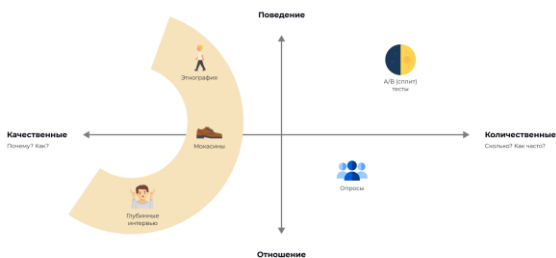 Поведение
Этнография
A/B (сплит)
тесты
Качественные
Почему? Как?
Мокасины
Количественные
Сколько? Как часто?
Опросы
Глубинные
интервью
Отношение